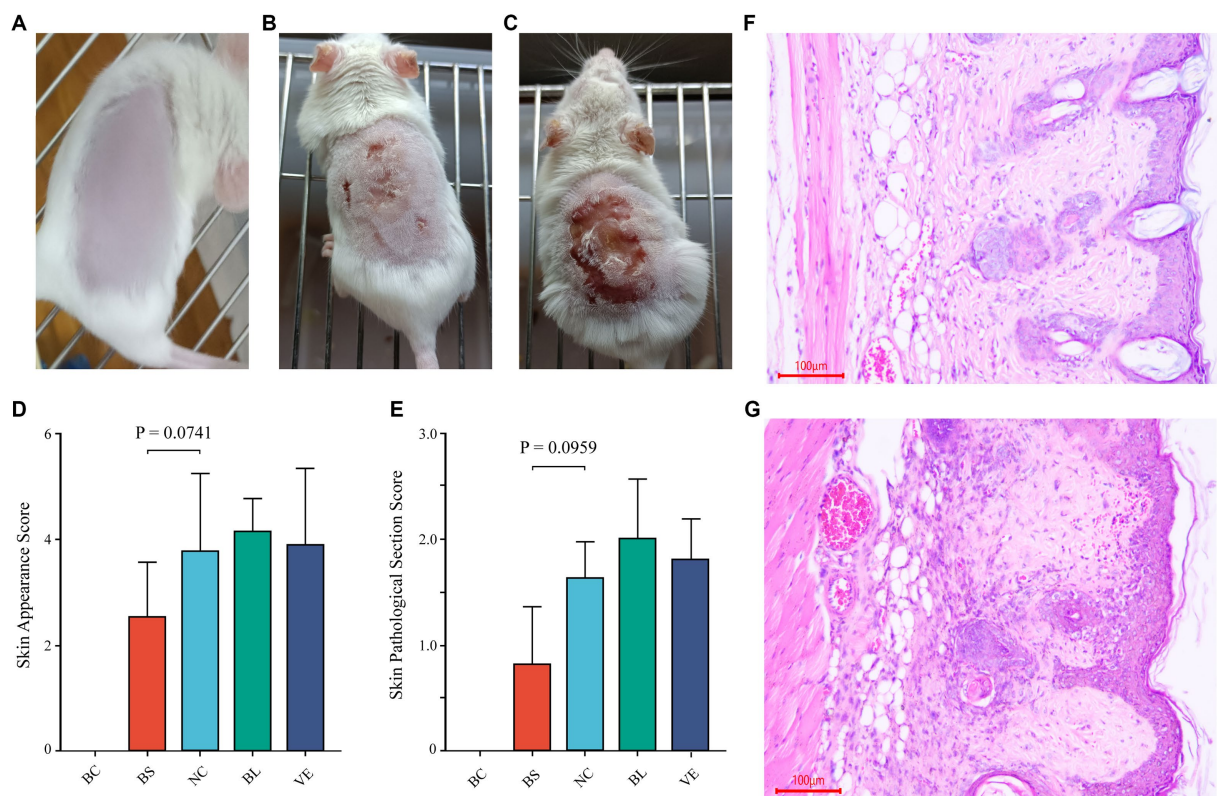 A
B
C
F
100μm
D
Skin Appearance Score
6
4
2
0
P = 0.0741
BC
BS
NC
BL
VE
E
Skin Pathological Section Score
3.0
2.0
1.0
0
P = 0.0959
BC
BS
NC
BL
VE
G
100μm